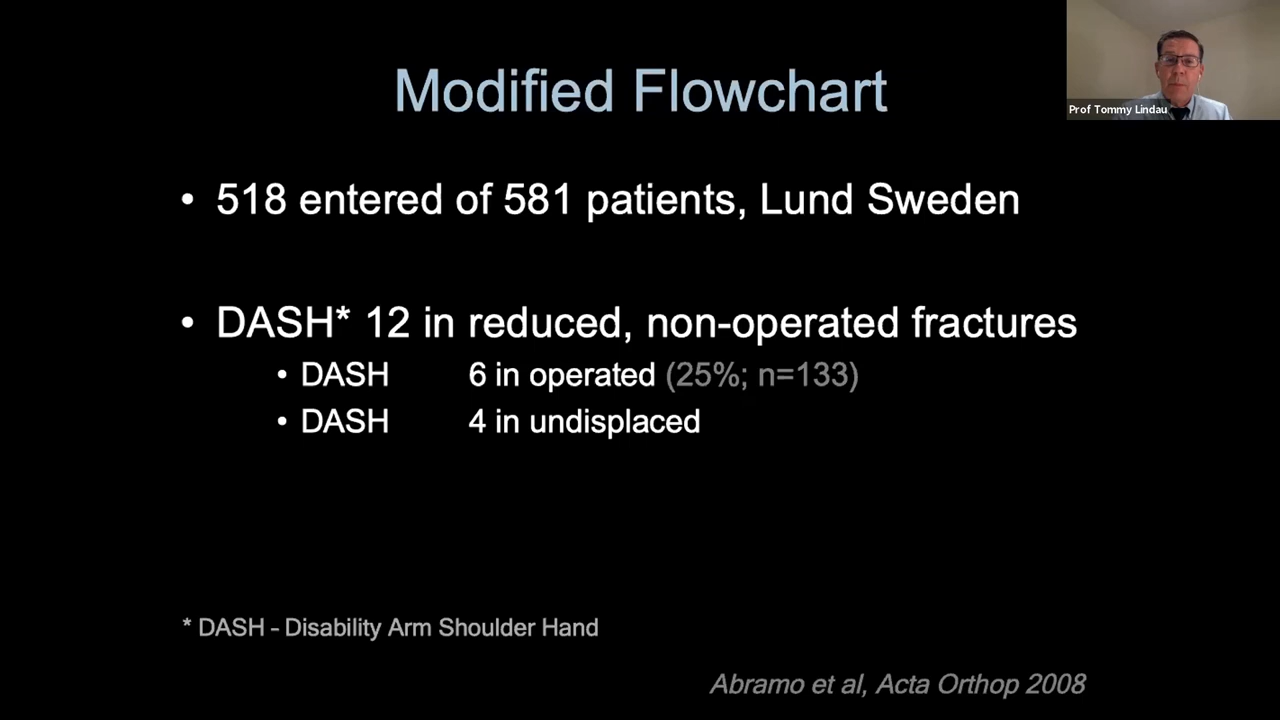 Prof Tommy Lindau
Modified Flowchart
• 518 entered of 581 patients, Lund Sweden
• DASH* 12 in reduced, non-operated fractures
• DASH 6 in operated (25%; n=133)
• DASH 4 in undisplaced
* DASH - Disability Arm Shoulder Hand
Abramo et al, Acta Orthop 2008